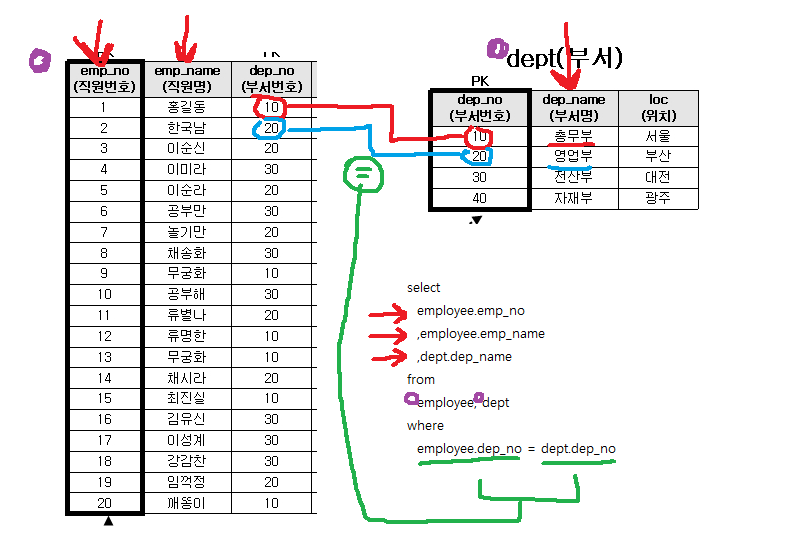 dept(부서)
PK
emp_no emp_name dep_no
(직원번호) (직원명) (부서번호)
1 홍길동 10
2 한국남 20
3 이순신 20
4 이미라 30
5 이순라 20
6 공부만 30
7 놀기만 20
8 채송화 30
9 무궁화 10
10 공부해 30
11 류별나 20
12 류명한 10
13 무궁화 10
14 채시라 20
15 최진실 10
16 김유신 30
17 이성계 30
18 강감찬 30
19 임꺽정 20
20 깨똥이 10
PK
dep_no dep_name loc
(부서번호) (부서명) (위치)
10 총무부 서울
20 영업부 부산
30 전산부 대전
40 자재부 광주
=
select
employee.emp_no
,employee.emp_name
,dept.dep_name
from
employee, dept
where
employee.dep_no = dept.dep_no